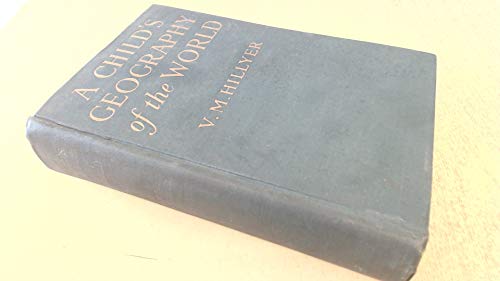 A CHILD'S
GEOGRAPHY
of the WORLD
V. M. HILLYER